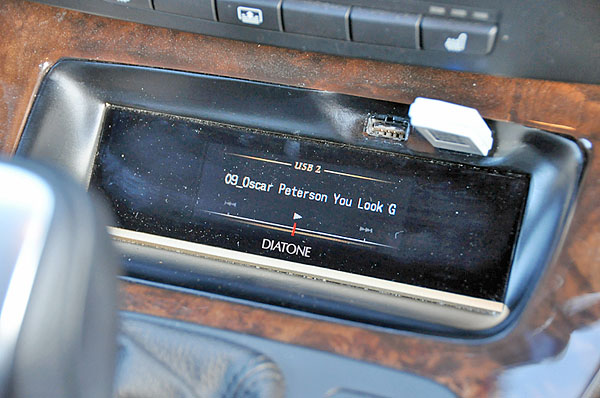 USB 2
09_Oscar Peterson You Look G
DIATONE